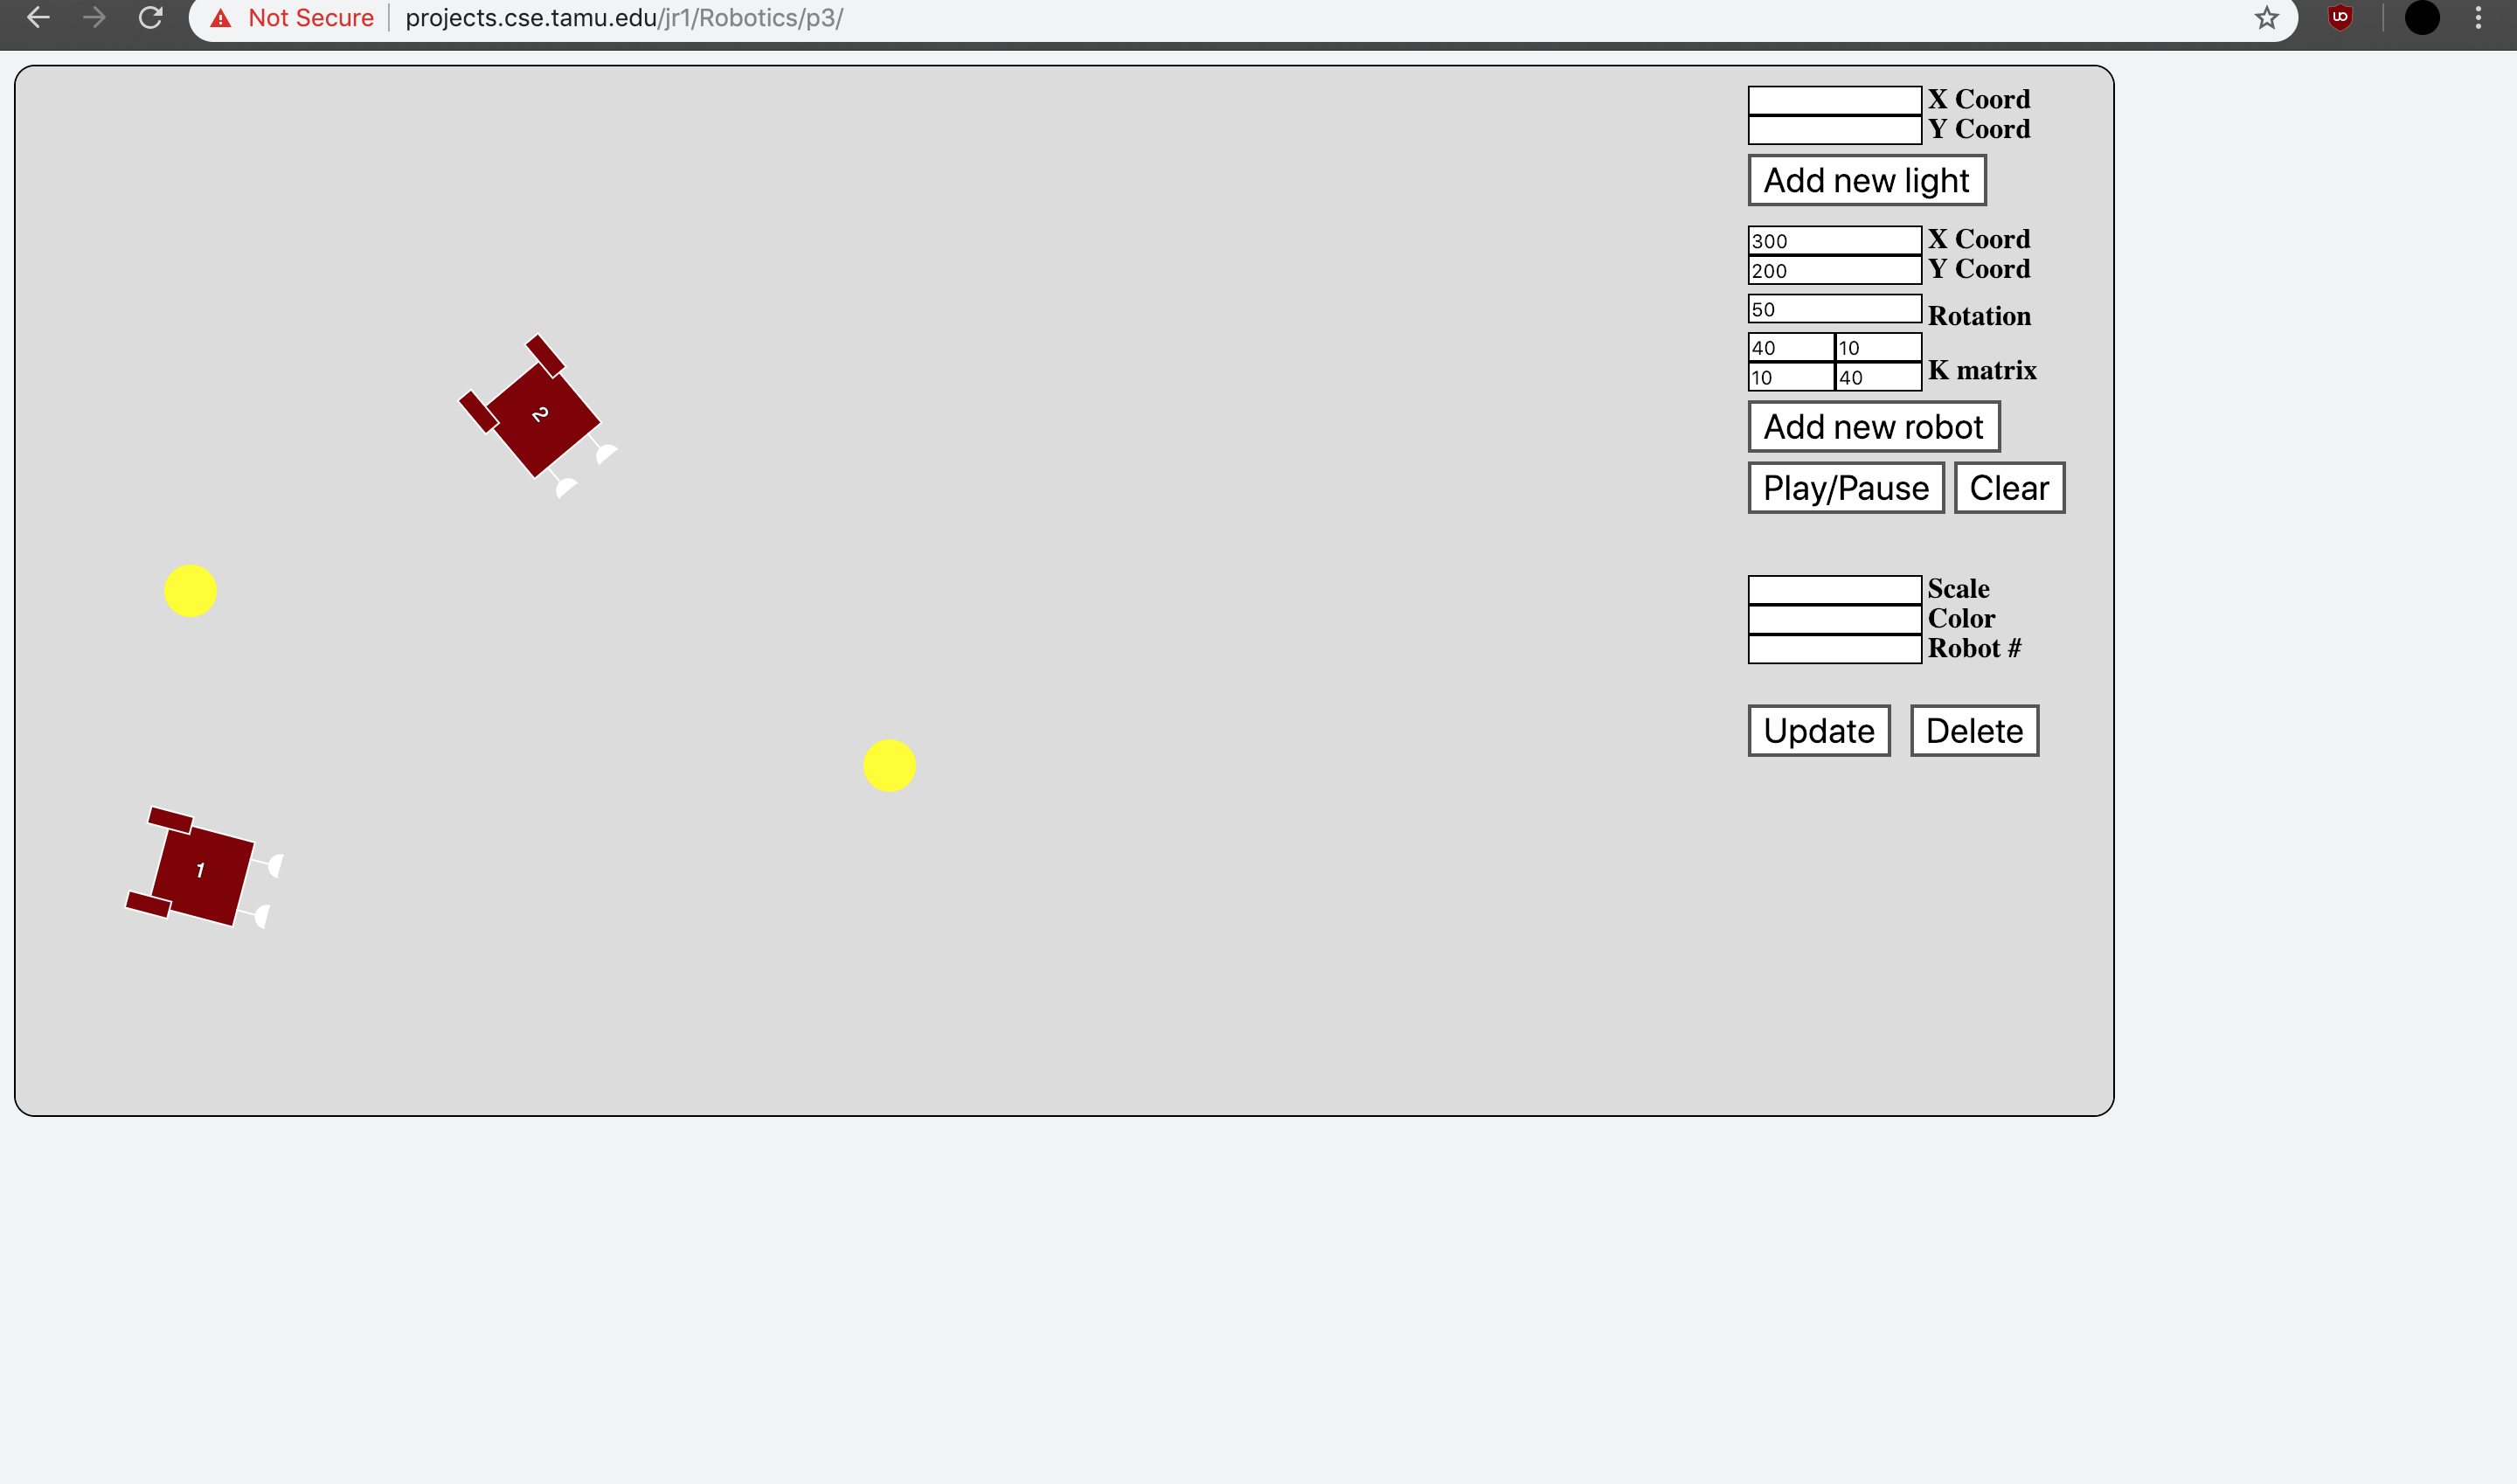 Not Secure projects.cse.tamu.edu/jr1/Robotics/p3/
X Coord
Y Coord
Add new light
300 X Coord
200 Y Coord
50 Rotation
40 10
10 40 K matrix
Add new robot
Play/Pause Clear
2
Scale
Color
Robot #
Update Delete
1